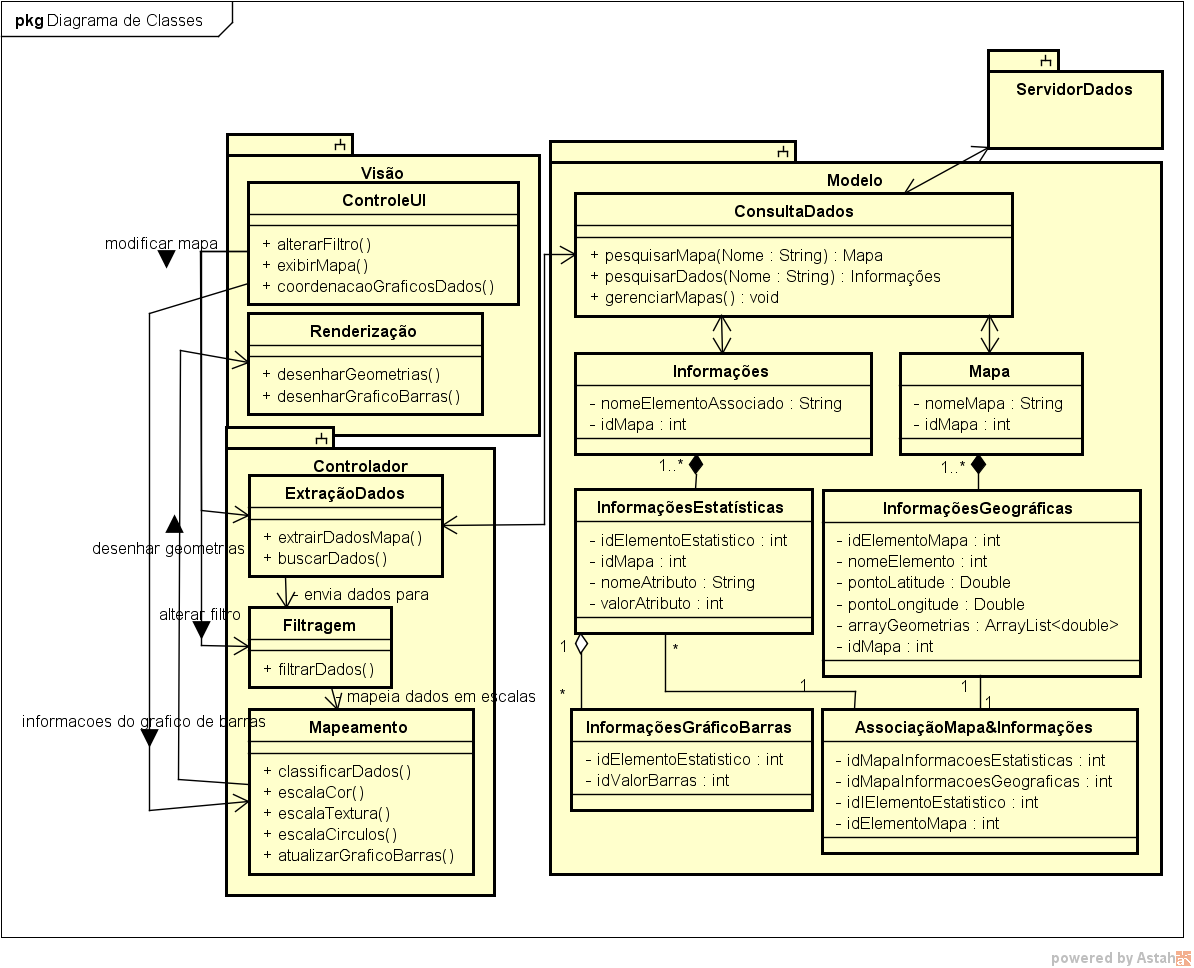 pkg Diagrama de Classes
ServidorDados
Visão
ControleUI
+ alterarFiltro()
+ exibirMapa()
+ coordenacaoGraficosDados()
Renderização
+ desenharGeometrias()
+ desenharGraficoBarras()
Controlador
ExtraçãoDados
+ extrairDadosMapa()
+ buscarDados()
- envia dados para
Filtragem
+ filtrarDados()
- mapeia dados em escalas
Mapeamento
+ classificarDados()
+ escalaCor()
+ escalaTextura()
+ escalaCirculos()
+ atualizarGraficoBarras()
modificar mapa
desenhar geometrias
alterar filtro
informacoes do grafico de barras
Modelo
ConsultaDados
+ pesquisarMapa(Nome : String) : Mapa
+ pesquisarDados(Nome : String) : Informações
+ gerenciarMapas() : void
Informações
- nomeElementoAssociado : String
- idMapa : int
Mapa
- nomeMapa : String
- idMapa : int
1..*
1..*
InformaçõesEstatísticas
- idElementoEstatistico : int
- idMapa : int
- nomeAtributo : String
- valorAtributo : int
InformaçõesGeográficas
- idElementoMapa : int
- nomeElemento : int
- pontoLatitude : Double
- pontoLongitude : Double
- arrayGeometrias : ArrayList<double>
- idMapa : int
1
*
*
1
1
1
InformaçõesGráficoBarras
- idElementoEstatistico : int
- idValorBarras : int
AssociaçãoMapa&Informações
- idMapaInformacoesEstatisticas : int
- idMapaInformacoesGeograficas : int
- idIElementoEstatistico : int
- idElementoMapa : int
powered by Astah